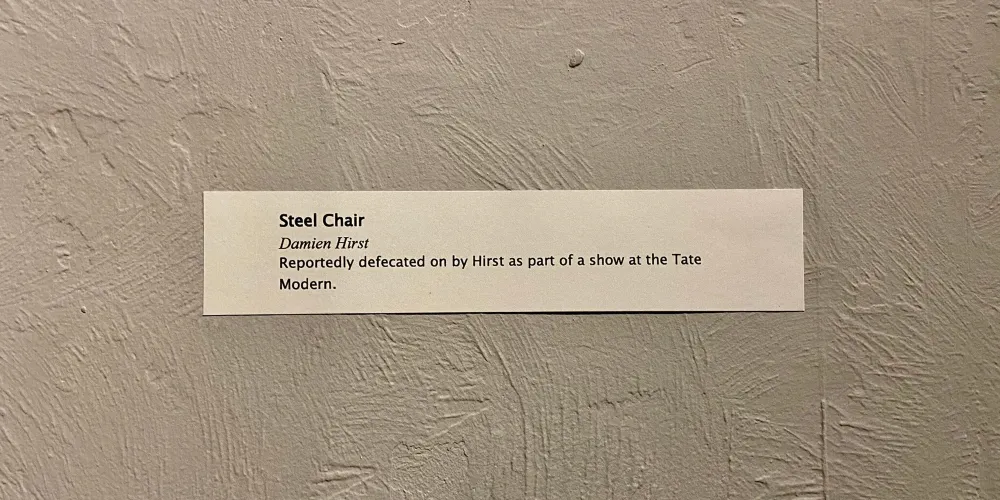 Steel Chair
Damien Hirst
Reportedly defecated on by Hirst as part of a show at the Tate
Modern.